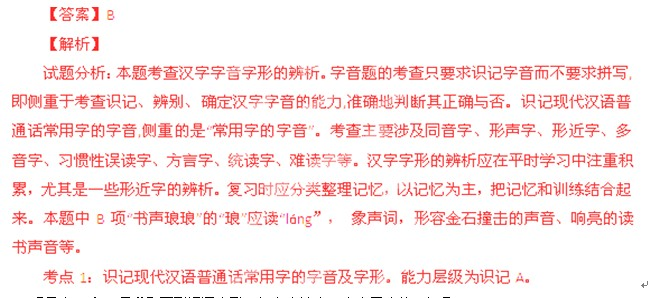 【答案】B
【解析】
试题分析：本题考查汉字字音字形的辨析。字音题的考查只要求识记字音而不要求拼写，
即侧重于考查识记、辨别、确定汉字字音的能力，准确地判断其正确与否。识记现代汉语普
通话常用字的字音，侧重的是“常用字的字音”。考查主要涉及同音字、形声字、形近字、多
音字、习惯性误读字、方言字、统读字、难读字等。汉字字形的辨析应在平时学习中注重积
累，尤其是一些形近字的辨析。复习时应分类整理记忆，以记忆为主，把记忆和训练结合起
来。本题中 B 项“书声琅琅”的“琅”应读“láng”， 象声词，形容金石撞击的声音、响亮的读
书声音等。
考点 1：识记现代汉语普通话常用字的字音及字形。能力层级为识记 A。